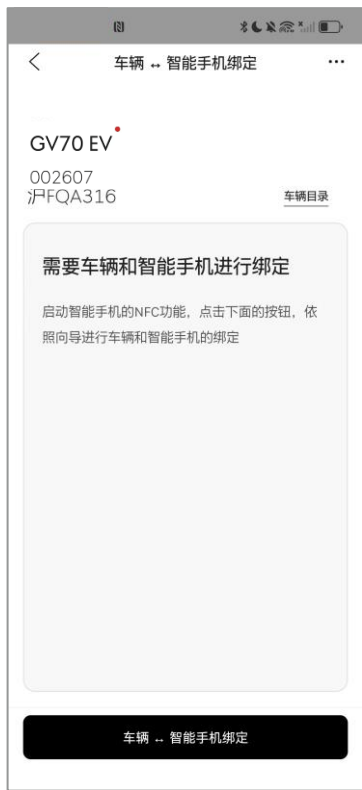 车辆 ↔ 智能手机绑定
GV70 EV
002607
沪FQA316
车辆目录
需要车辆和智能手机进行绑定
启动智能手机的NFC功能，点击下面的按钮，依
照向导进行车辆和智能手机的绑定
车辆 ↔ 智能手机绑定